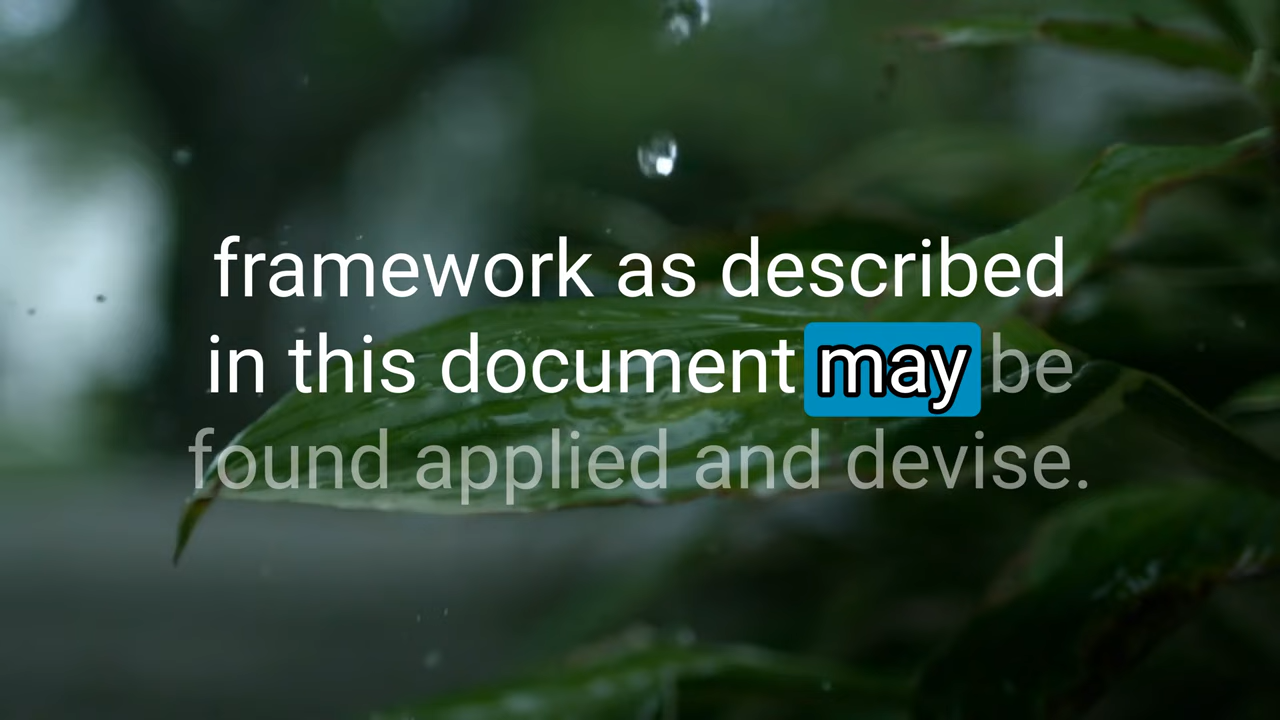 framework as described
in this document may be
found applied and devise.